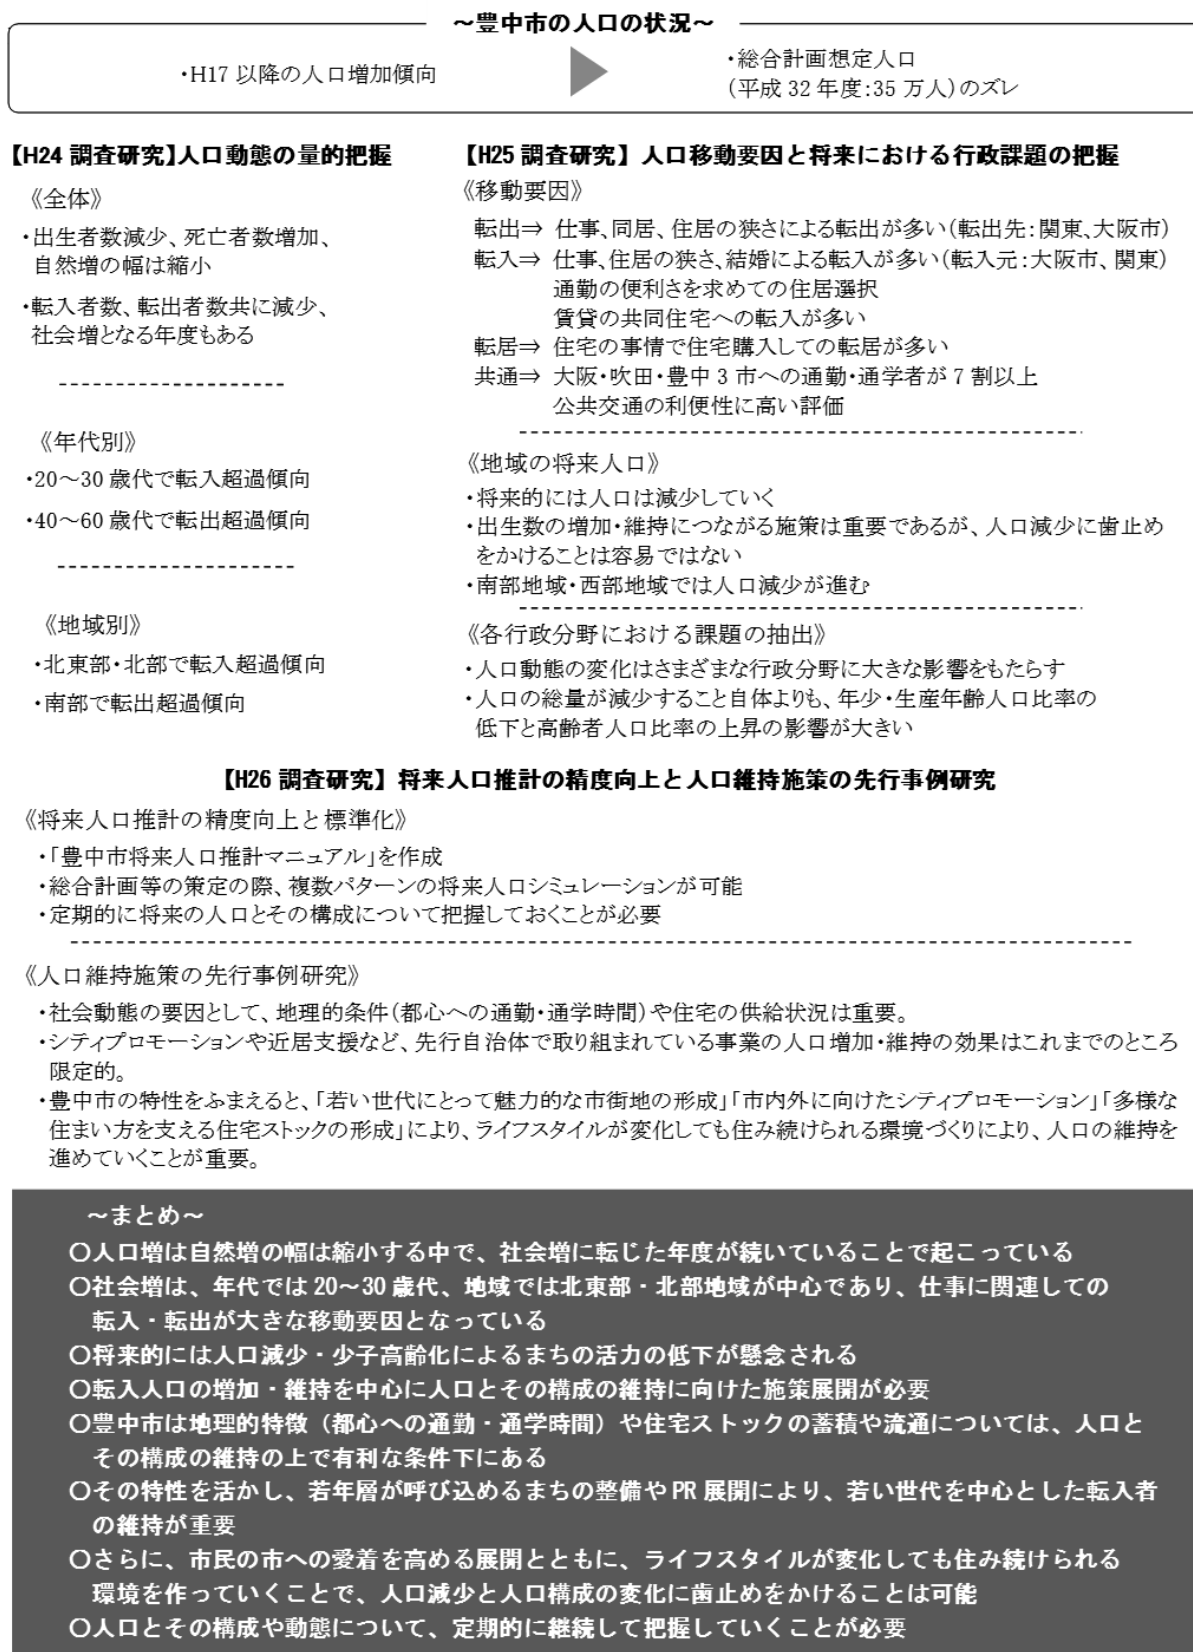 ～豊中市の人口の状況～
・H17 以降の人口増加傾向
・総合計画想定人口
（平成 32 年度：35 万人）のズレ
【H24 調査研究】人口動態の量的把握
《全体》
・出生者数減少、死亡者数増加、
自然増の幅は縮小
・転入者数、転出者数共に減少、
社会増となる年度もある
《年代別》
・20～30 歳代で転入超過傾向
・40～60 歳代で転出超過傾向
《地域別》
・北東部・北部で転入超過傾向
・南部で転出超過傾向
【H25 調査研究】人口移動要因と将来における行政課題の把握
《移動要因》
転出⇒ 仕事、同居、住居の狭さによる転出が多い（転出先：関東、大阪市）
転入⇒ 仕事、住居の狭さ、結婚による転入が多い（転入元：大阪市、関東）
通勤の便利さを求めての住居選択
賃貸の共同住宅への転入が多い
転居⇒ 住宅の事情で住宅購入しての転居が多い
共通⇒ 大阪・吹田・豊中 3 市への通勤・通学者が 7 割以上
公共交通の利便性に高い評価
《地域の将来人口》
・将来的には人口は減少していく
・出生数の増加・維持につながる施策は重要であるが、人口減少に歯止め
をかけることは容易ではない
・南部地域・西部地域では人口減少が進む
《各行政分野における課題の抽出》
・人口動態の変化はさまざまな行政分野に大きな影響をもたらす
・人口の総量が減少すること自体よりも、年少・生産年齢人口比率の
低下と高齢者人口比率の上昇の影響が大きい
【H26 調査研究】将来人口推計の精度向上と人口維持施策の先行事例研究
《将来人口推計の精度向上と標準化》
・「豊中市将来人口推計マニュアル」を作成
・総合計画等の策定の際、複数パターンの将来人口シミュレーションが可能
・定期的に将来の人口とその構成について把握しておくことが必要
《人口維持施策の先行事例研究》
・社会動態の要因として、地理的条件（都心への通勤・通学時間）や住宅の供給状況は重要。
・シティプロモーションや近居支援など、先行自治体で取り組まれている事業の人口増加・維持の効果はこれまでのところ
限定的。
・豊中市の特性をふまえると、「若い世代にとって魅力的な市街地の形成」「市内外に向けたシティプロモーション」「多様な
住まい方を支える住宅ストックの形成」により、ライフスタイルが変化しても住み続けられる環境づくりにより、人口の維持を
進めていくことが重要。
～まとめ～
〇人口増は自然増の幅は縮小する中で、社会増に転じた年度が続いていることで起こっている
〇社会増は、年代では 20～30 歳代、地域では北東部・北部地域が中心であり、仕事に関連しての
転入・転出が大きな移動要因となっている
〇将来的には人口減少・少子高齢化によるまちの活力の低下が懸念される
〇転入人口の増加・維持を中心に人口とその構成の維持に向けた施策展開が必要
〇豊中市は地理的特徴（都心への通勤・通学時間）や住宅ストックの蓄積や流通については、人口と
その構成の維持の上で有利な条件下にある
〇その特性を活かし、若年層が呼び込めるまちの整備や PR 展開により、若い世代を中心とした転入者
の維持が重要
〇さらに、市民の市への愛着を高める展開とともに、ライフスタイルが変化しても住み続けられる
環境を作っていくことで、人口減少と人口構成の変化に歯止めをかけることは可能
〇人口とその構成や動態について、定期的に継続して把握していくことが必要